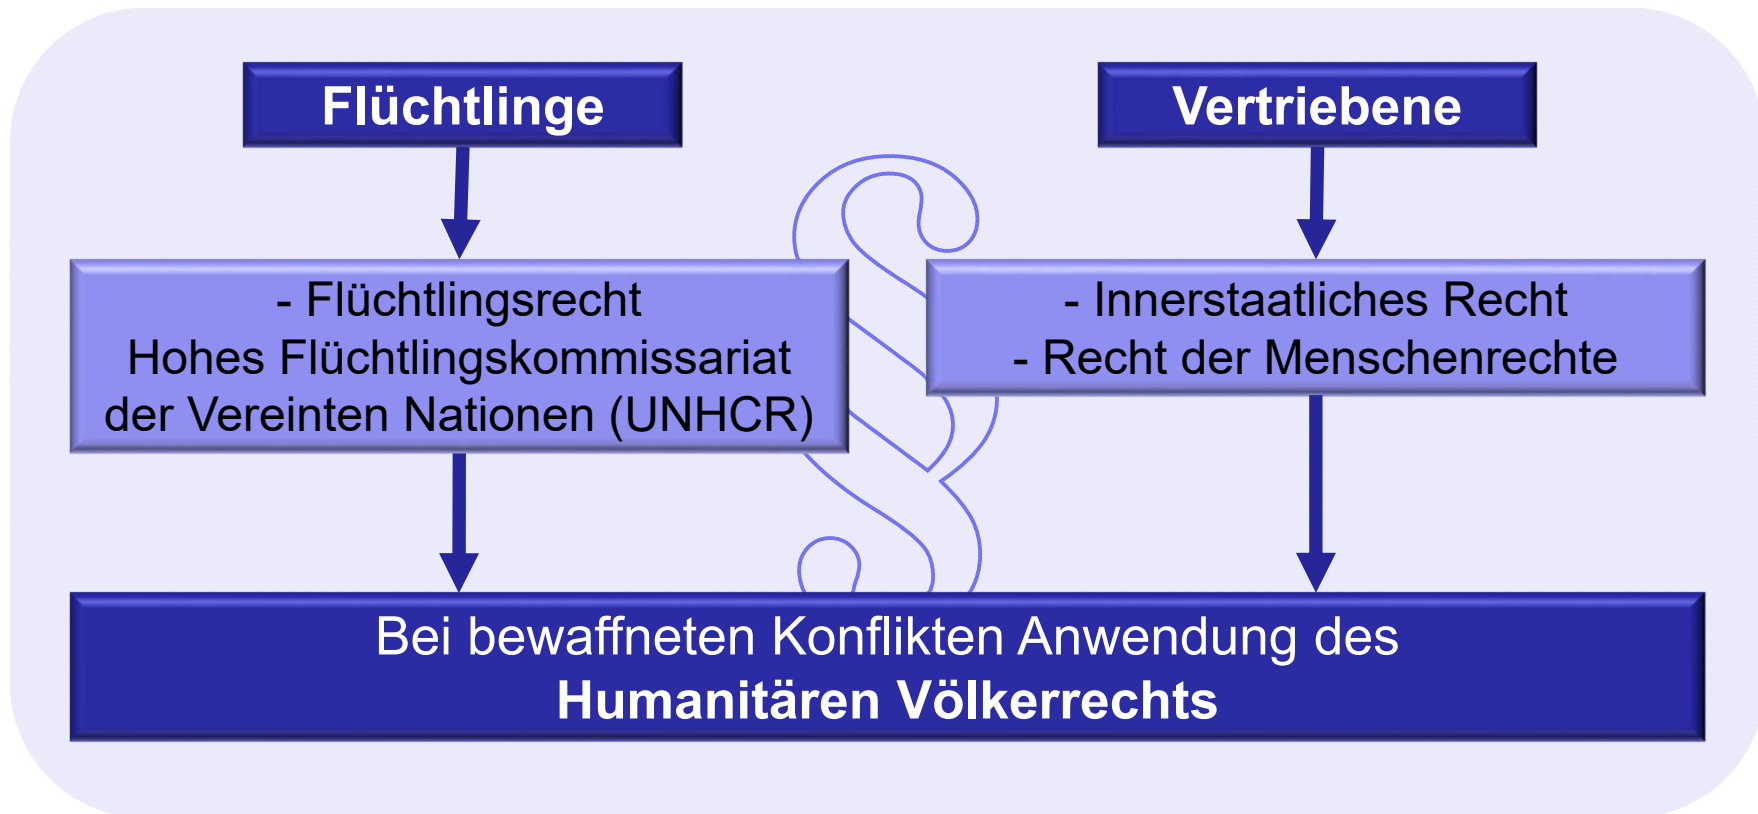 Flüchtlinge
Vertriebene
- Flüchtlingsrecht
Hohes Flüchtlingskommissariat
der Vereinten Nationen (UNHCR)
- Innerstaatliches Recht
- Recht der Menschenrechte
§
Bei bewaffneten Konflikten Anwendung des
Humanitären Völkerrechts